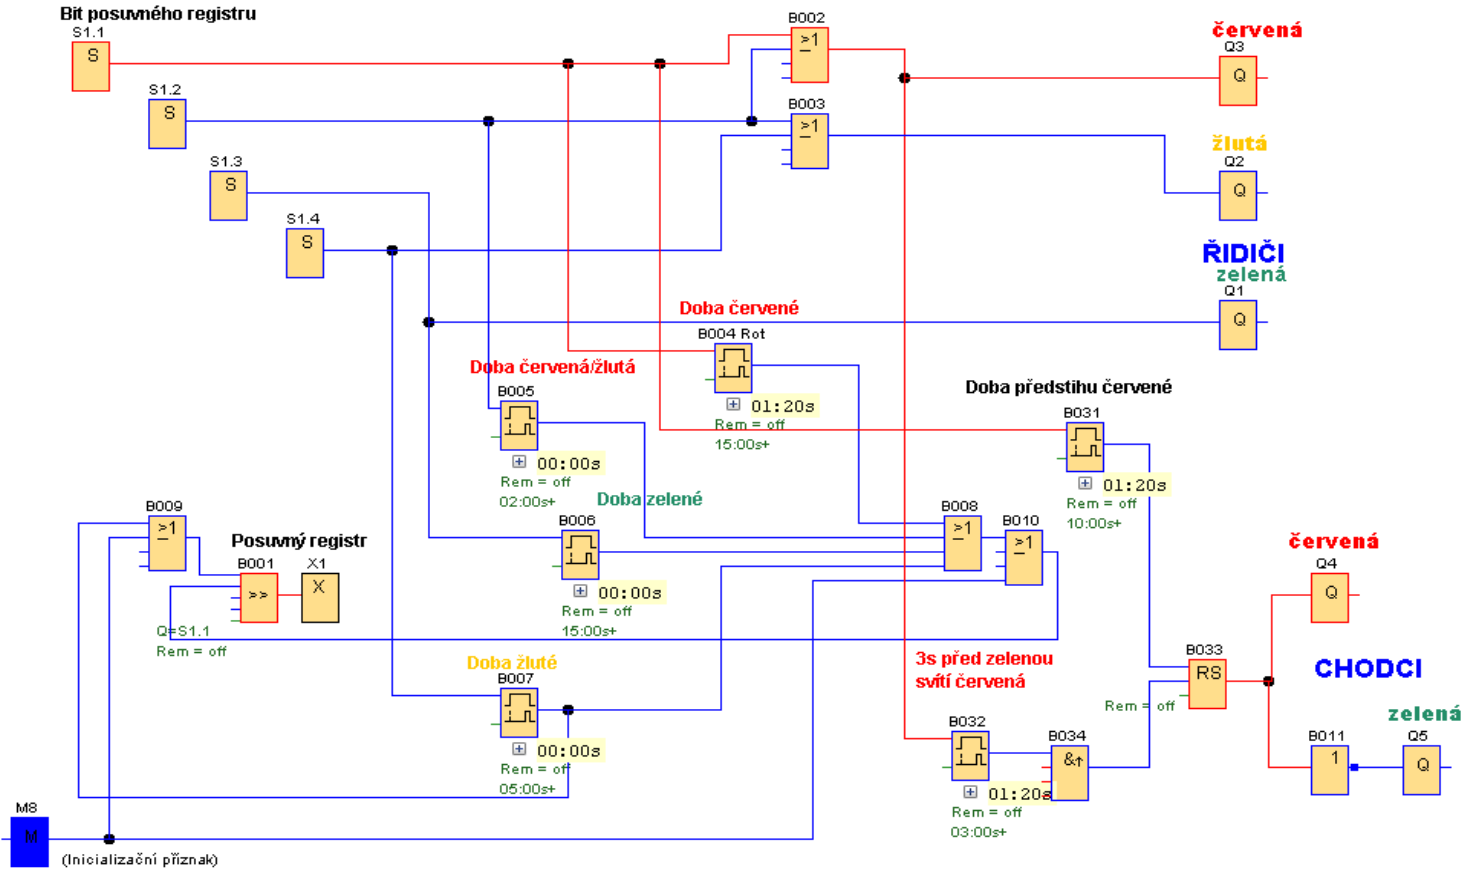 Bit posuvného registru
S1.1
S
B002
>1
červená
Q3
Q
S1.2
S
B003
>1
žlutá
Q2
Q
S1.3
S
S1.4
S
ŘIDIČI
zelená
Q1
Q
Doba červené
B004 Rot
01:20s
Rem = off
15:00s+
Doba červená/žlutá
B005
00:00s
Rem = off
02:00s+
Doba předstihu červené
B031
01:20s
Rem = off
10:00s+
Doba zelené
B006
00:00s
Rem = off
15:00s+
B009
>1
B008
>1
B010
>1
Posuvný registr
B001
>>
X1
X
Q=S1.1
Rem = off
červená
Q4
Q
Doba žluté
B007
00:00s
Rem = off
05:00s+
3s před zelenou
svítí červená
B033
RS
Rem = off
CHODCI
zelená
B032
01:20s
Rem = off
03:00s+
B034
&↑
B011
1
Q5
Q
M8
M
(Inicializační příznak)